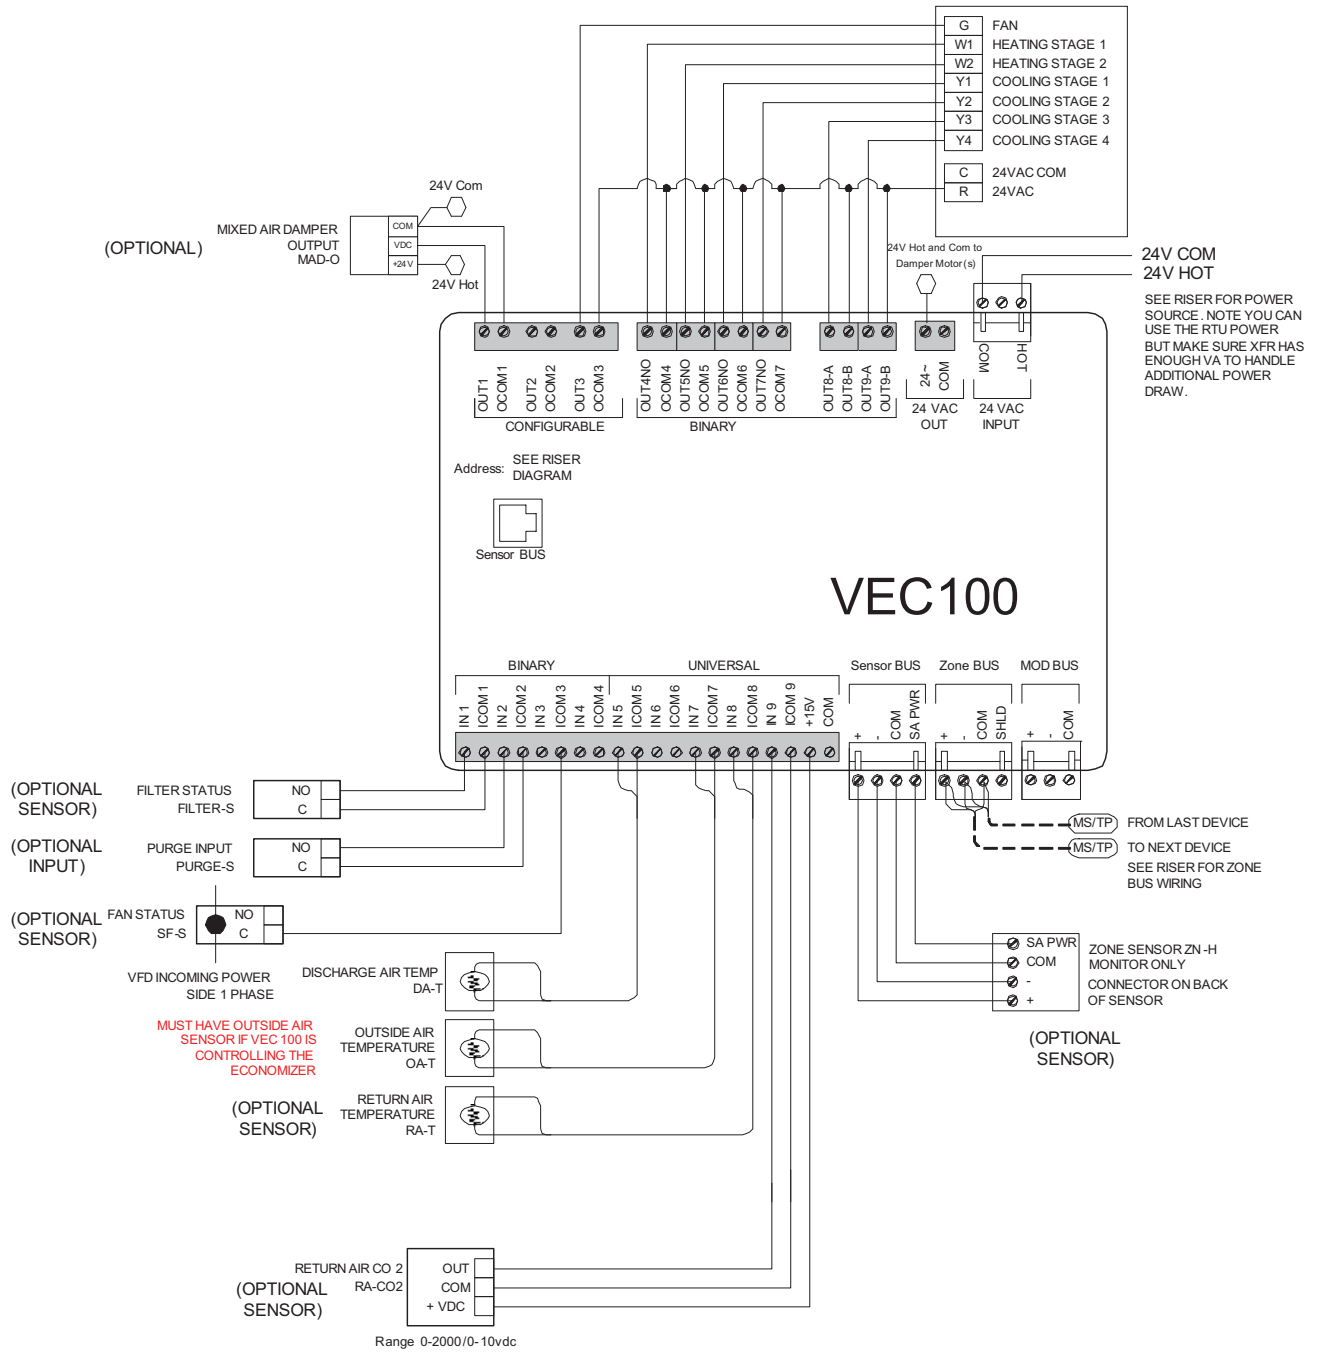 G FAN
W1 HEATING STAGE 1
W2 HEATING STAGE 2
Y1 COOLING STAGE 1
Y2 COOLING STAGE 2
Y3 COOLING STAGE 3
Y4 COOLING STAGE 4
C 24VAC COM
R 24VAC
24V Com
(OPTIONAL)
MIXED AIR DAMPER
OUTPUT
MAD-O
COM
VDC
+24V
24V Hot
24V Hot and Com to
Damper Motor(s)
24V COM
24V HOT
SEE RISER FOR POWER
SOURCE. NOTE YOU CAN
USE THE RTU POWER
BUT MAKE SURE XFR HAS
ENOUGH VA TO HANDLE
ADDITIONAL POWER
DRAW.
OUT1
OCOM1
OUT2
OCOM2
OUT3
OCOM3
OUT4NO
OCOM4
OUT5NO
OCOM5
OUT6NO
OCOM6
OUT7NO
OCOM7
OUT8-A
OUT8-B
OUT9-A
OUT9-B
24~
COM
COM
HOT
CONFIGURABLE
BINARY
24 VAC
OUT
24 VAC
INPUT
Address:
SEE RISER
DIAGRAM
Sensor BUS
VEC100
BINARY
UNIVERSAL
Sensor BUS
Zone BUS
MOD BUS
IN 1
ICOM 1
IN 2
ICOM 2
IN 3
ICOM 3
IN 4
ICOM 4
IN 5
ICOM 5
IN 6
ICOM 6
IN 7
ICOM 7
IN 8
ICOM 8
IN 9
ICOM 9
+15V
COM
+
-
COM
SA PWR
+
-
COM
SHLD
+
-
COM
(OPTIONAL
SENSOR)
FILTER STATUS
FILTER-S
NO
C
(OPTIONAL
INPUT)
PURGE INPUT
PURGE-S
NO
C
(OPTIONAL
SENSOR)
FAN STATUS
SF-S
NO
C
VFD INCOMING POWER
SIDE 1 PHASE
MS/TP FROM LAST DEVICE
MS/TP TO NEXT DEVICE
SEE RISER FOR ZONE
BUS WIRING
SA PWR
COM
-
+
ZONE SENSOR ZN-H
MONITOR ONLY
CONNECTOR ON BACK
OF SENSOR
(OPTIONAL
SENSOR)
DISCHARGE AIR TEMP
DA-T
MUST HAVE OUTSIDE AIR
SENSOR IF VEC 100 IS
CONTROLLING THE
ECONOMIZER
OUTSIDE AIR
TEMPERATURE
OA-T
(OPTIONAL
SENSOR)
RETURN AIR
TEMPERATURE
RA-T
RETURN AIR CO 2
RA-CO2
(OPTIONAL
SENSOR)
OUT
COM
+ VDC
Range 0-2000/0-10vdc